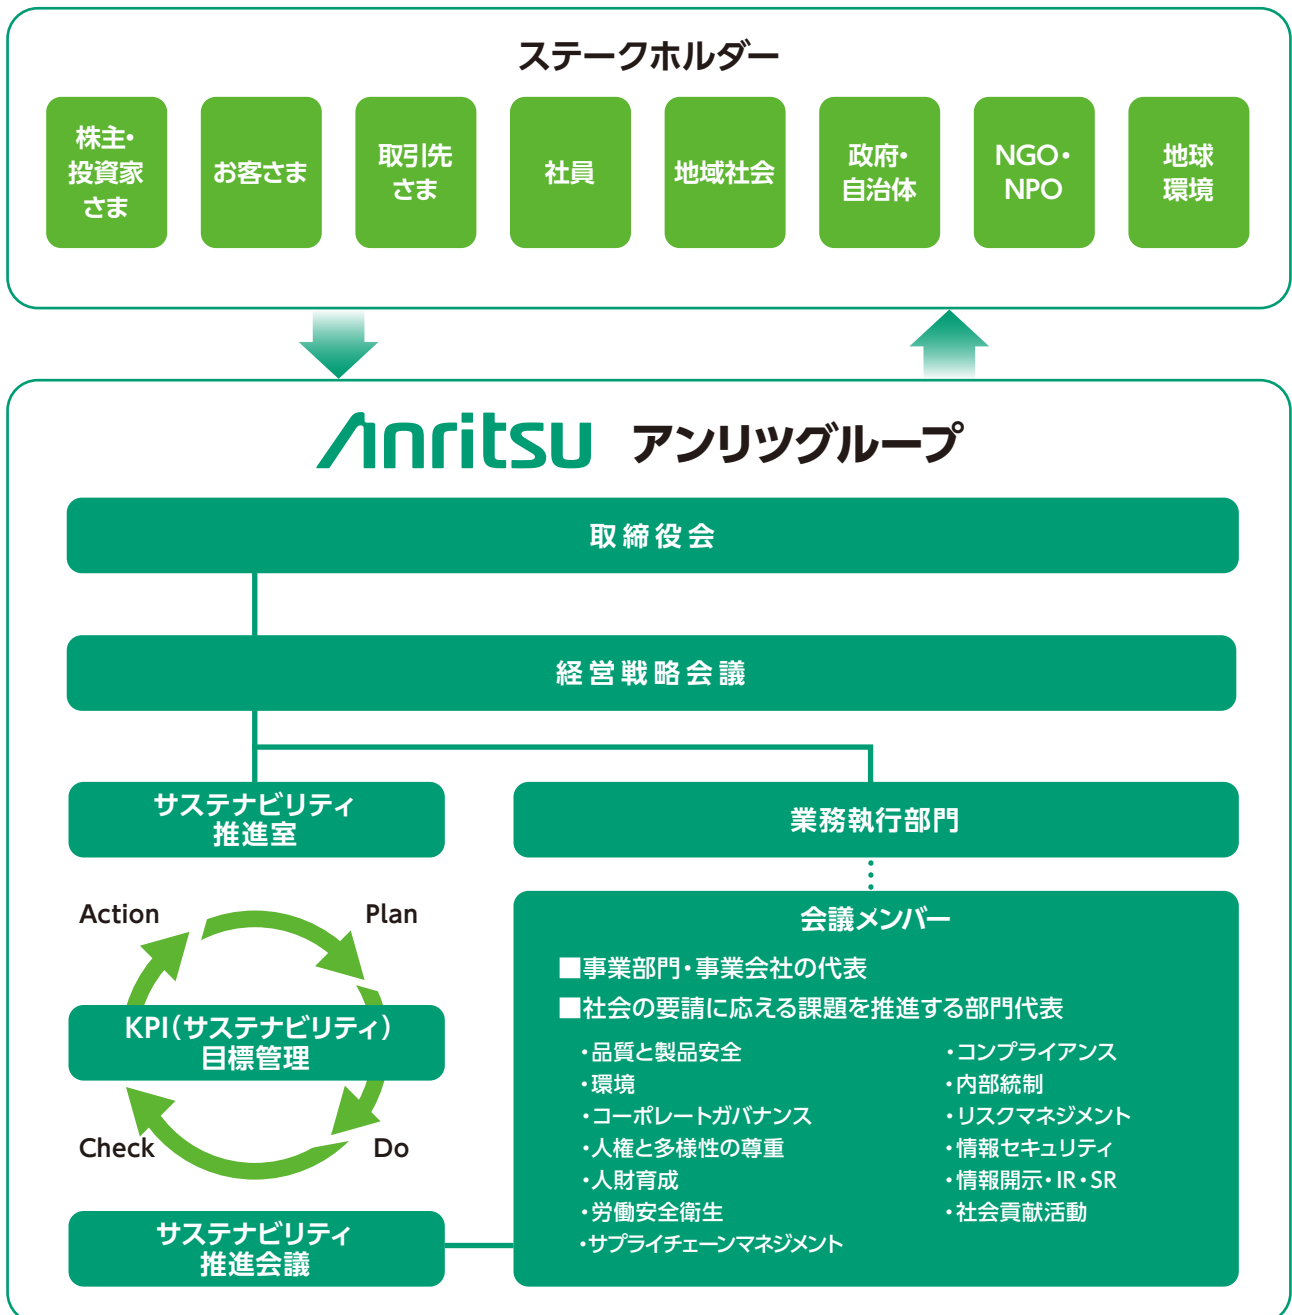 ステークホルダー
株主・
投資家
さま
お客さま
取引先
さま
社員
地域社会
政府・
自治体
NGO・
NPO
地球
環境
Anritsu アンリツグループ
取締役会
経営戦略会議
サステナビリティ
推進室
業務執行部門
Action
Plan
KPI(サステナビリティ)
目標管理
Check
Do
サステナビリティ
推進会議
会議メンバー
■事業部門・事業会社の代表
■社会の要請に応える課題を推進する部門代表
・品質と製品安全
・環境
・コーポレートガバナンス
・人権と多様性の尊重
・人財育成
・労働安全衛生
・サプライチェーンマネジメント
・コンプライアンス
・内部統制
・リスクマネジメント
・情報セキュリティ
・情報開示・IR・SR
・社会貢献活動